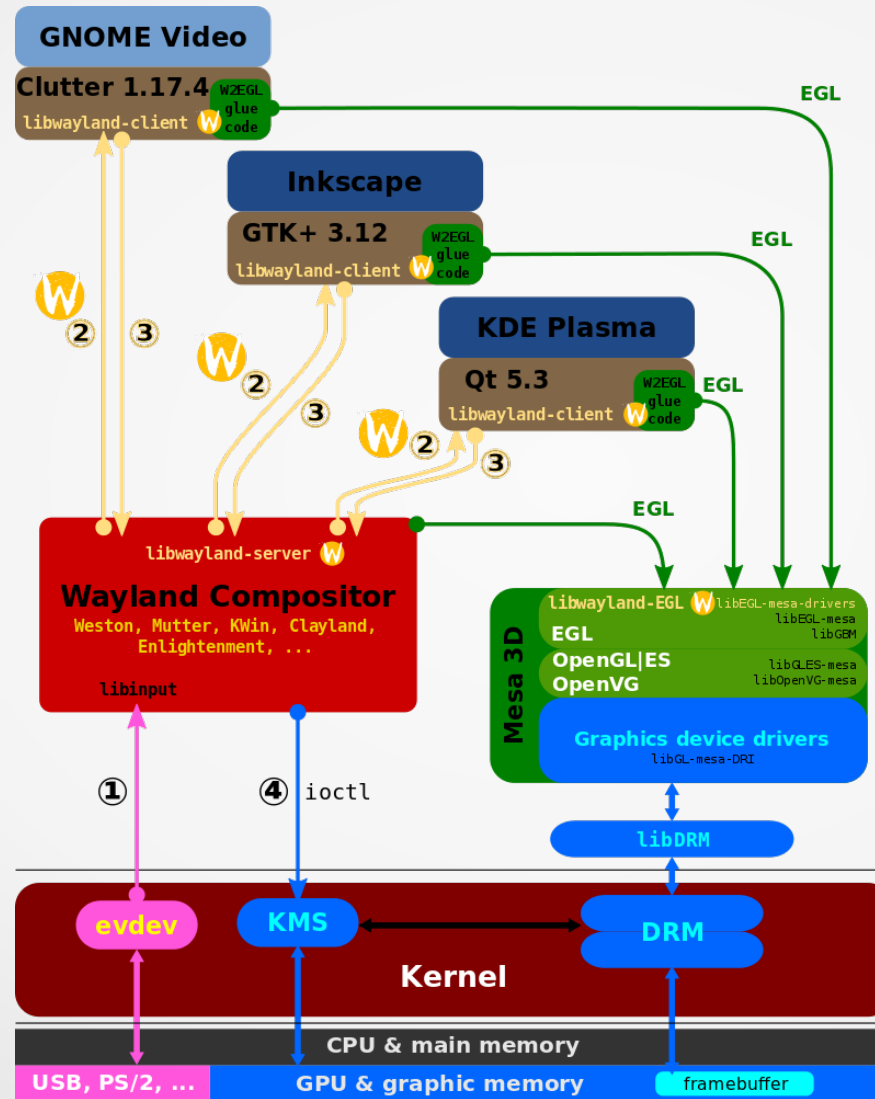 GNOME Video
Clutter 1.17.4
W2EGL
glue
code
libwayland-client W
EGL
Inkscape
GTK+ 3.12
W2EGL
glue
code
libwayland-client W
EGL
W
② ③
KDE Plasma
Qt 5.3
W2EGL
glue
code
libwayland-client W
EGL
W
② ③
W
② ③
EGL
libwayland-server W
Wayland Compositor
Weston, Mutter, KWin, Clayland,
Enlightenment, ...
libinput
Mesa 3D
libwayland-EGL W libEGL-mesa-drivers
libEGL-mesa
EGL libGBM
OpenGL|ES libGLES-mesa
OpenVG libOpenVG-mesa
Graphics device drivers
libGL-mesa-DRI
① ④ ioctl
libDRM
evdev
KMS
DRM
Kernel
CPU & main memory
USB, PS/2, ...
GPU & graphic memory
framebuffer